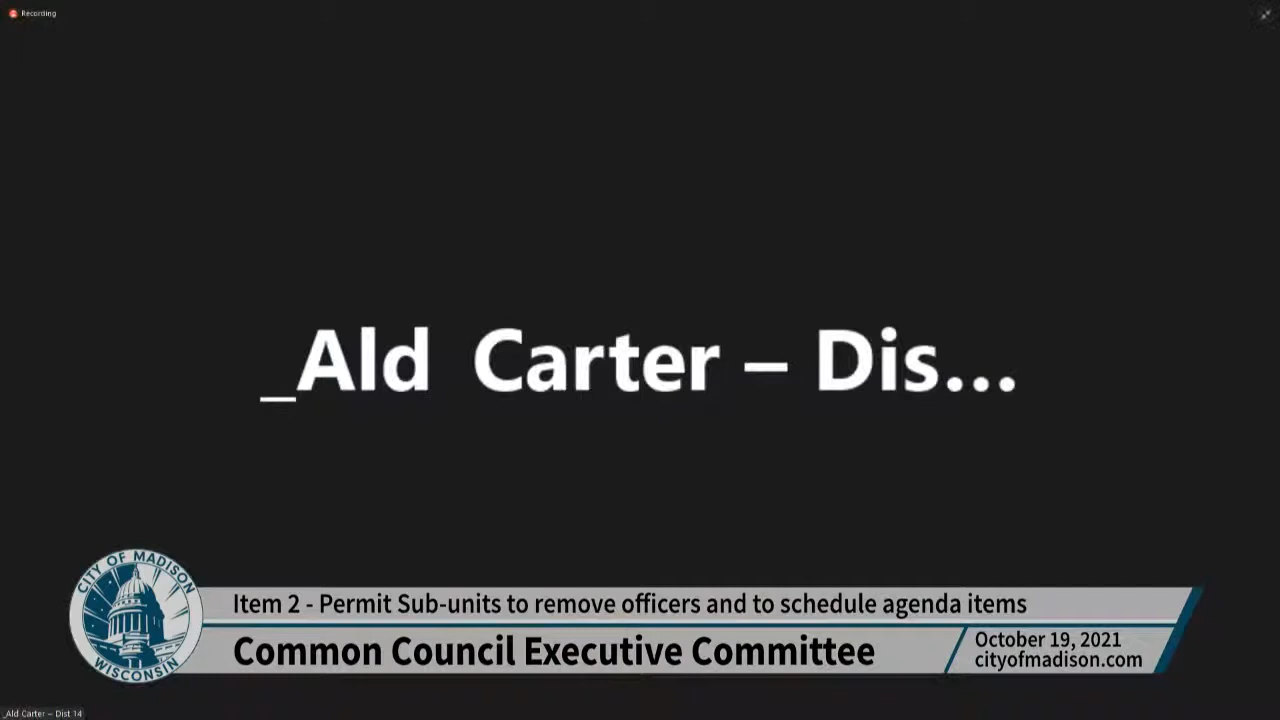 Recording
_Ald Carter – Dis...
CITY OF MADISON
WISCONSIN
Item 2 - Permit Sub-units to remove officers and to schedule agenda items
Common Council Executive Committee
October 19, 2021
cityofmadison.com
_Ald Carter – Dist 14